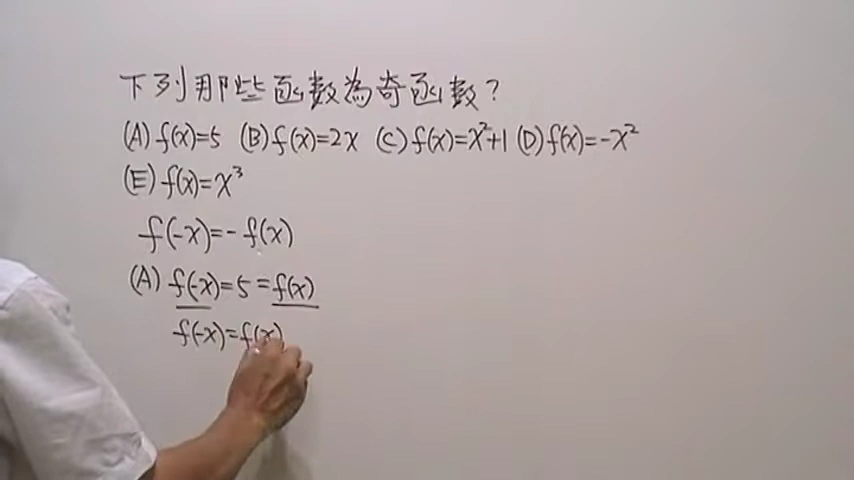 下列那些函數為奇函數?
(A) f(x)=5 (B) f(x)=2x (C) f(x)=x²+1 (D) f(x)=-x²
(E) f(x)=x³
f(-x)=-f(x)
(A) f(-x)=5=f(x)
f(-x)=f(x)